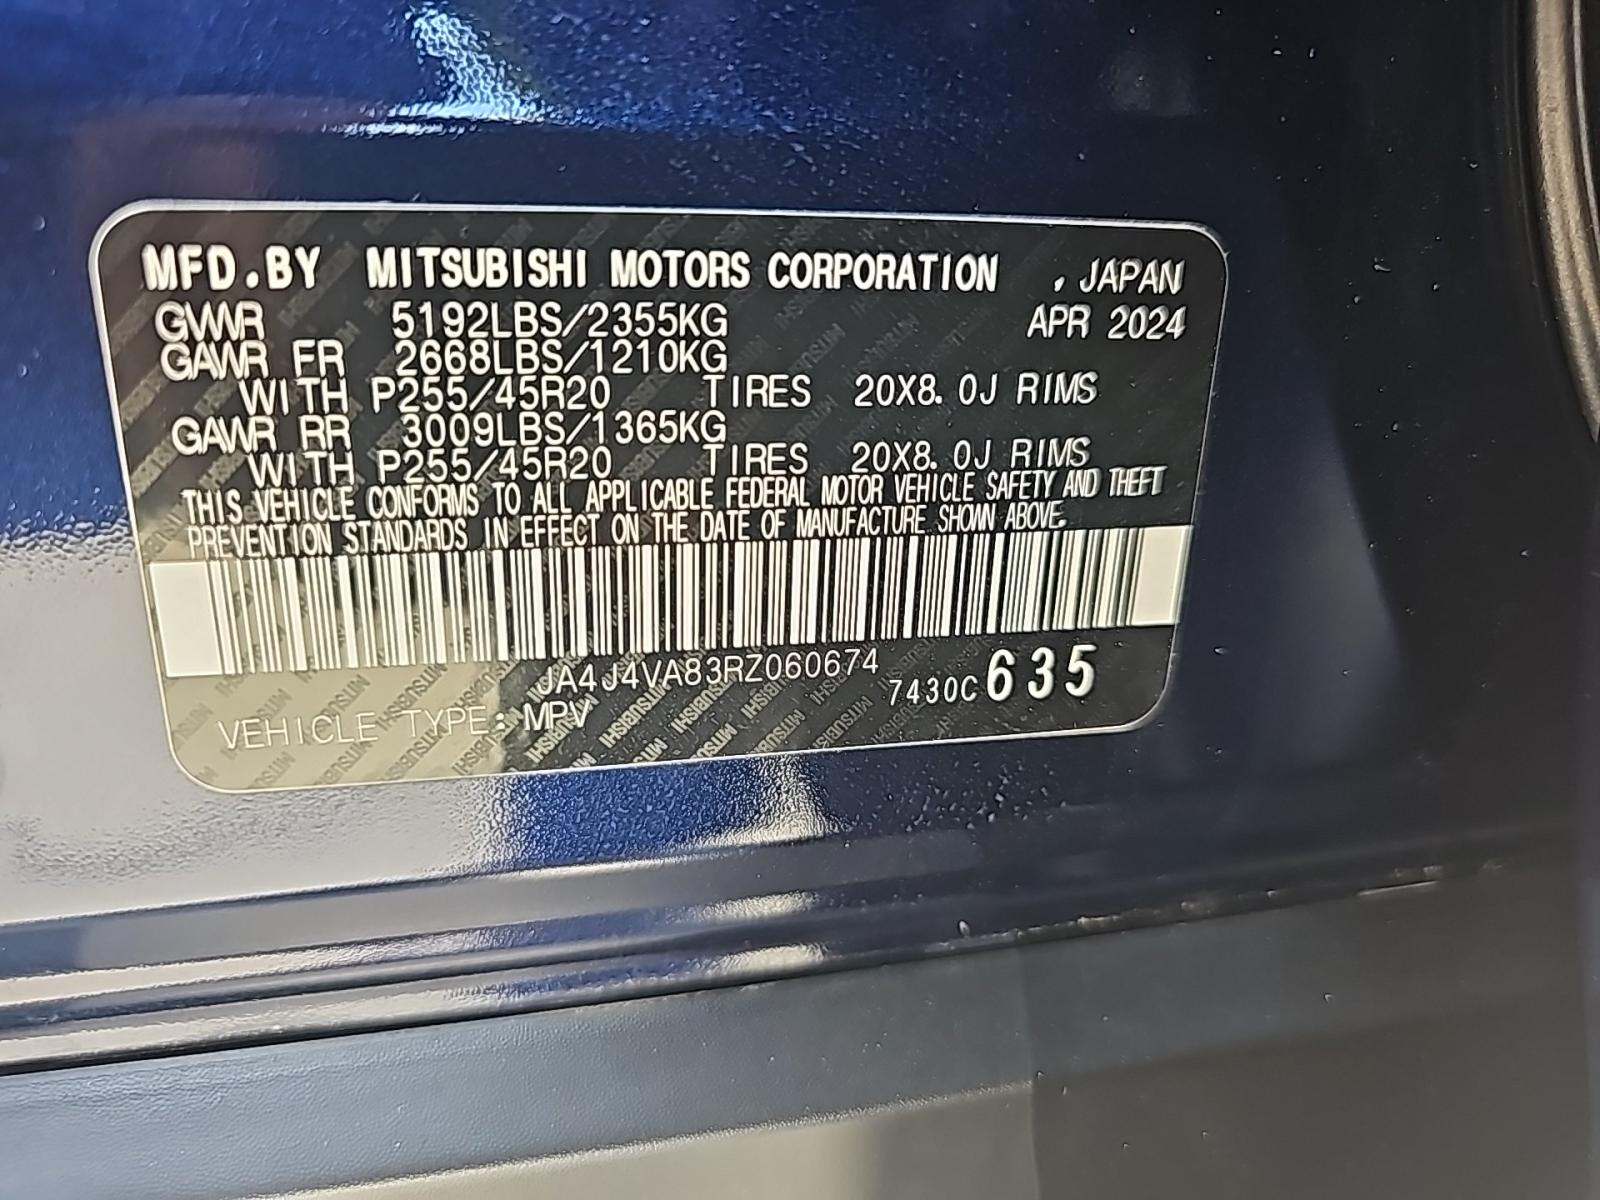 MFD.BY MITSUBISHI MOTORS CORPORATION , JAPAN
GVWR 5192LBS/2355KG APR 2024
GAWR FR 2668LBS/1210KG
WITH P255/45R20 TIRES 20X8.0J RIMS
GAWR RR 3009LBS/1365KG
WITH P255/45R20 TIRES 20X8.0J RIMS
THIS VEHICLE CONFORMS TO ALL APPLICABLE FEDERAL MOTOR VEHICLE SAFETY AND THEFT
PREVENTION STANDARDS IN EFFECT ON THE DATE OF MANUFACTURE SHOWN ABOVE.
JA4J4VA83RZ060674 7430C 635
VEHICLE TYPE: MPV